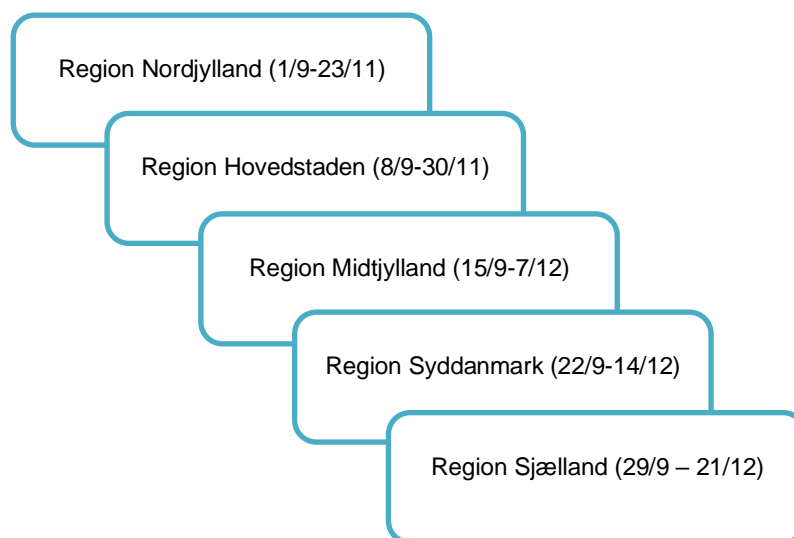 Region Nordjylland (1/9-23/11)
Region Hovedstaden (8/9-30/11)
Region Midtjylland (15/9-7/12)
Region Syddanmark (22/9-14/12)
Region Sjælland (29/9 – 21/12)